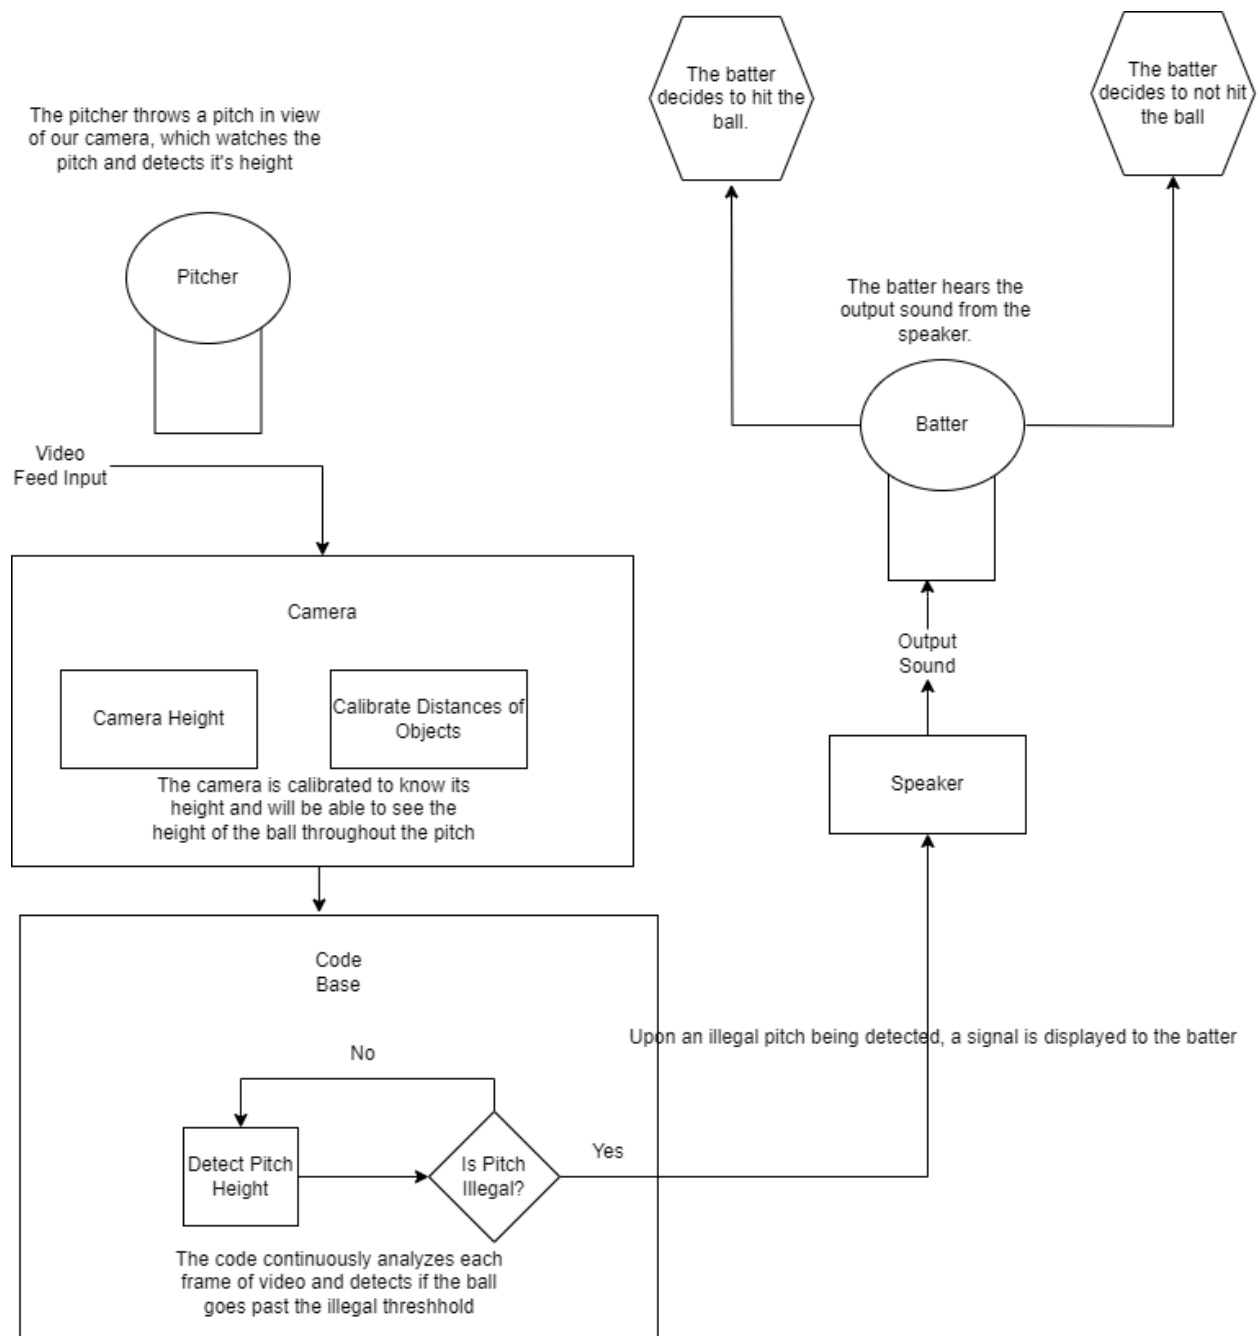 The pitcher throws a pitch in view
of our camera, which watches the
pitch and detects it's height
Pitcher
Video
Feed Input
Camera
Camera Height
Calibrate Distances of
Objects
The camera is calibrated to know its
height and will be able to see the
height of the ball throughout the pitch
Code
Base
No
Detect Pitch
Height
Is Pitch
Illegal?
Yes
The code continuously analyzes each
frame of video and detects if the ball
goes past the illegal threshhold
Upon an illegal pitch being detected, a signal is displayed to the batter
Speaker
Output
Sound
Batter
The batter hears the
output sound from the
speaker.
The batter
decides to hit the
ball.
The batter
decides to not hit
the ball